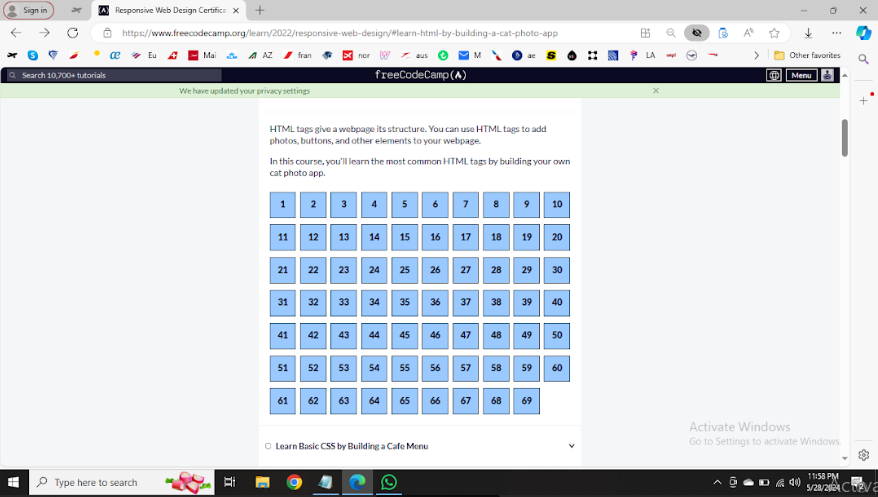 Sign in
Responsive Web Design Certifica
https://www.freecodecamp.org/learn/2022/responsive-web-design/#learn-html-by-building-a-cat-photo-app
Eu
Mai
AZ
fran
nor
aus
M
ae
LA
Other favorites
Search 10,700+ tutorials
freeCodeCamp(🔥)
Menu
We have updated your privacy settings
HTML tags give a webpage its structure. You can use HTML tags to add
photos, buttons, and other elements to your webpage.
In this course, you'll learn the most common HTML tags by building your own
cat photo app.
1 2 3 4 5 6 7 8 9 10
11 12 13 14 15 16 17 18 19 20
21 22 23 24 25 26 27 28 29 30
31 32 33 34 35 36 37 38 39 40
41 42 43 44 45 46 47 48 49 50
51 52 53 54 55 56 57 58 59 60
61 62 63 64 65 66 67 68 69
Learn Basic CSS by Building a Cafe Menu
Activate Windows
Go to Settings to activate Windows.
Type here to search
11:58 PM
5/28/2024